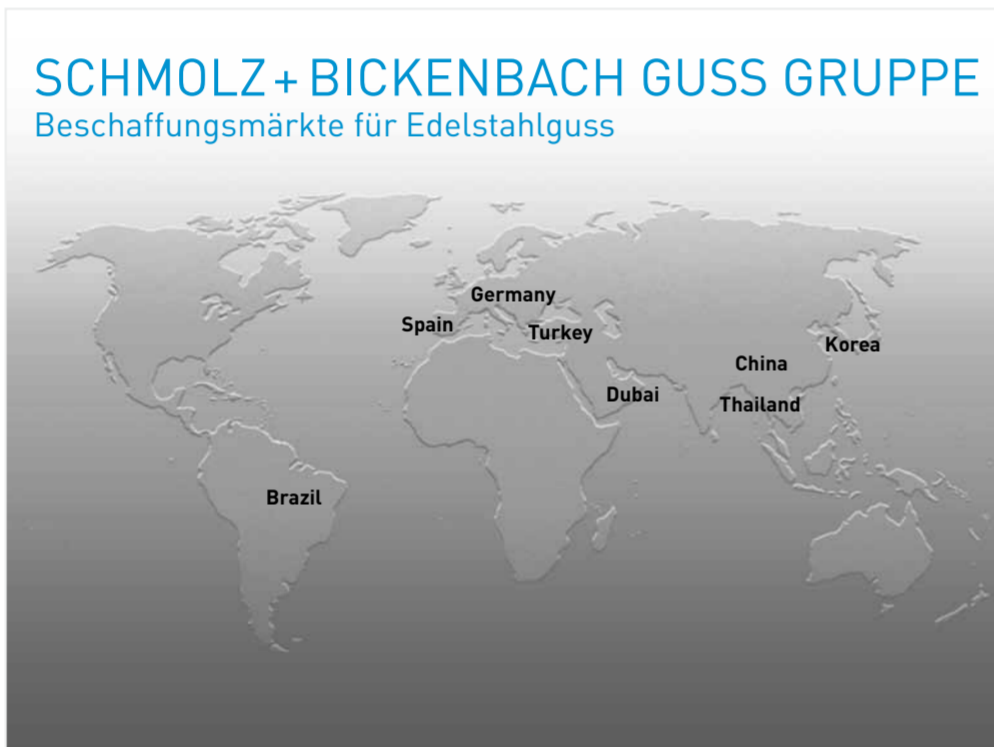 SCHMOLZ + BICKENBACH GUSS GRUPPE
Beschaffungsmärkte für Edelstahlguss
Germany
Spain
Turkey
Korea
China
Dubai
Thailand
Brazil